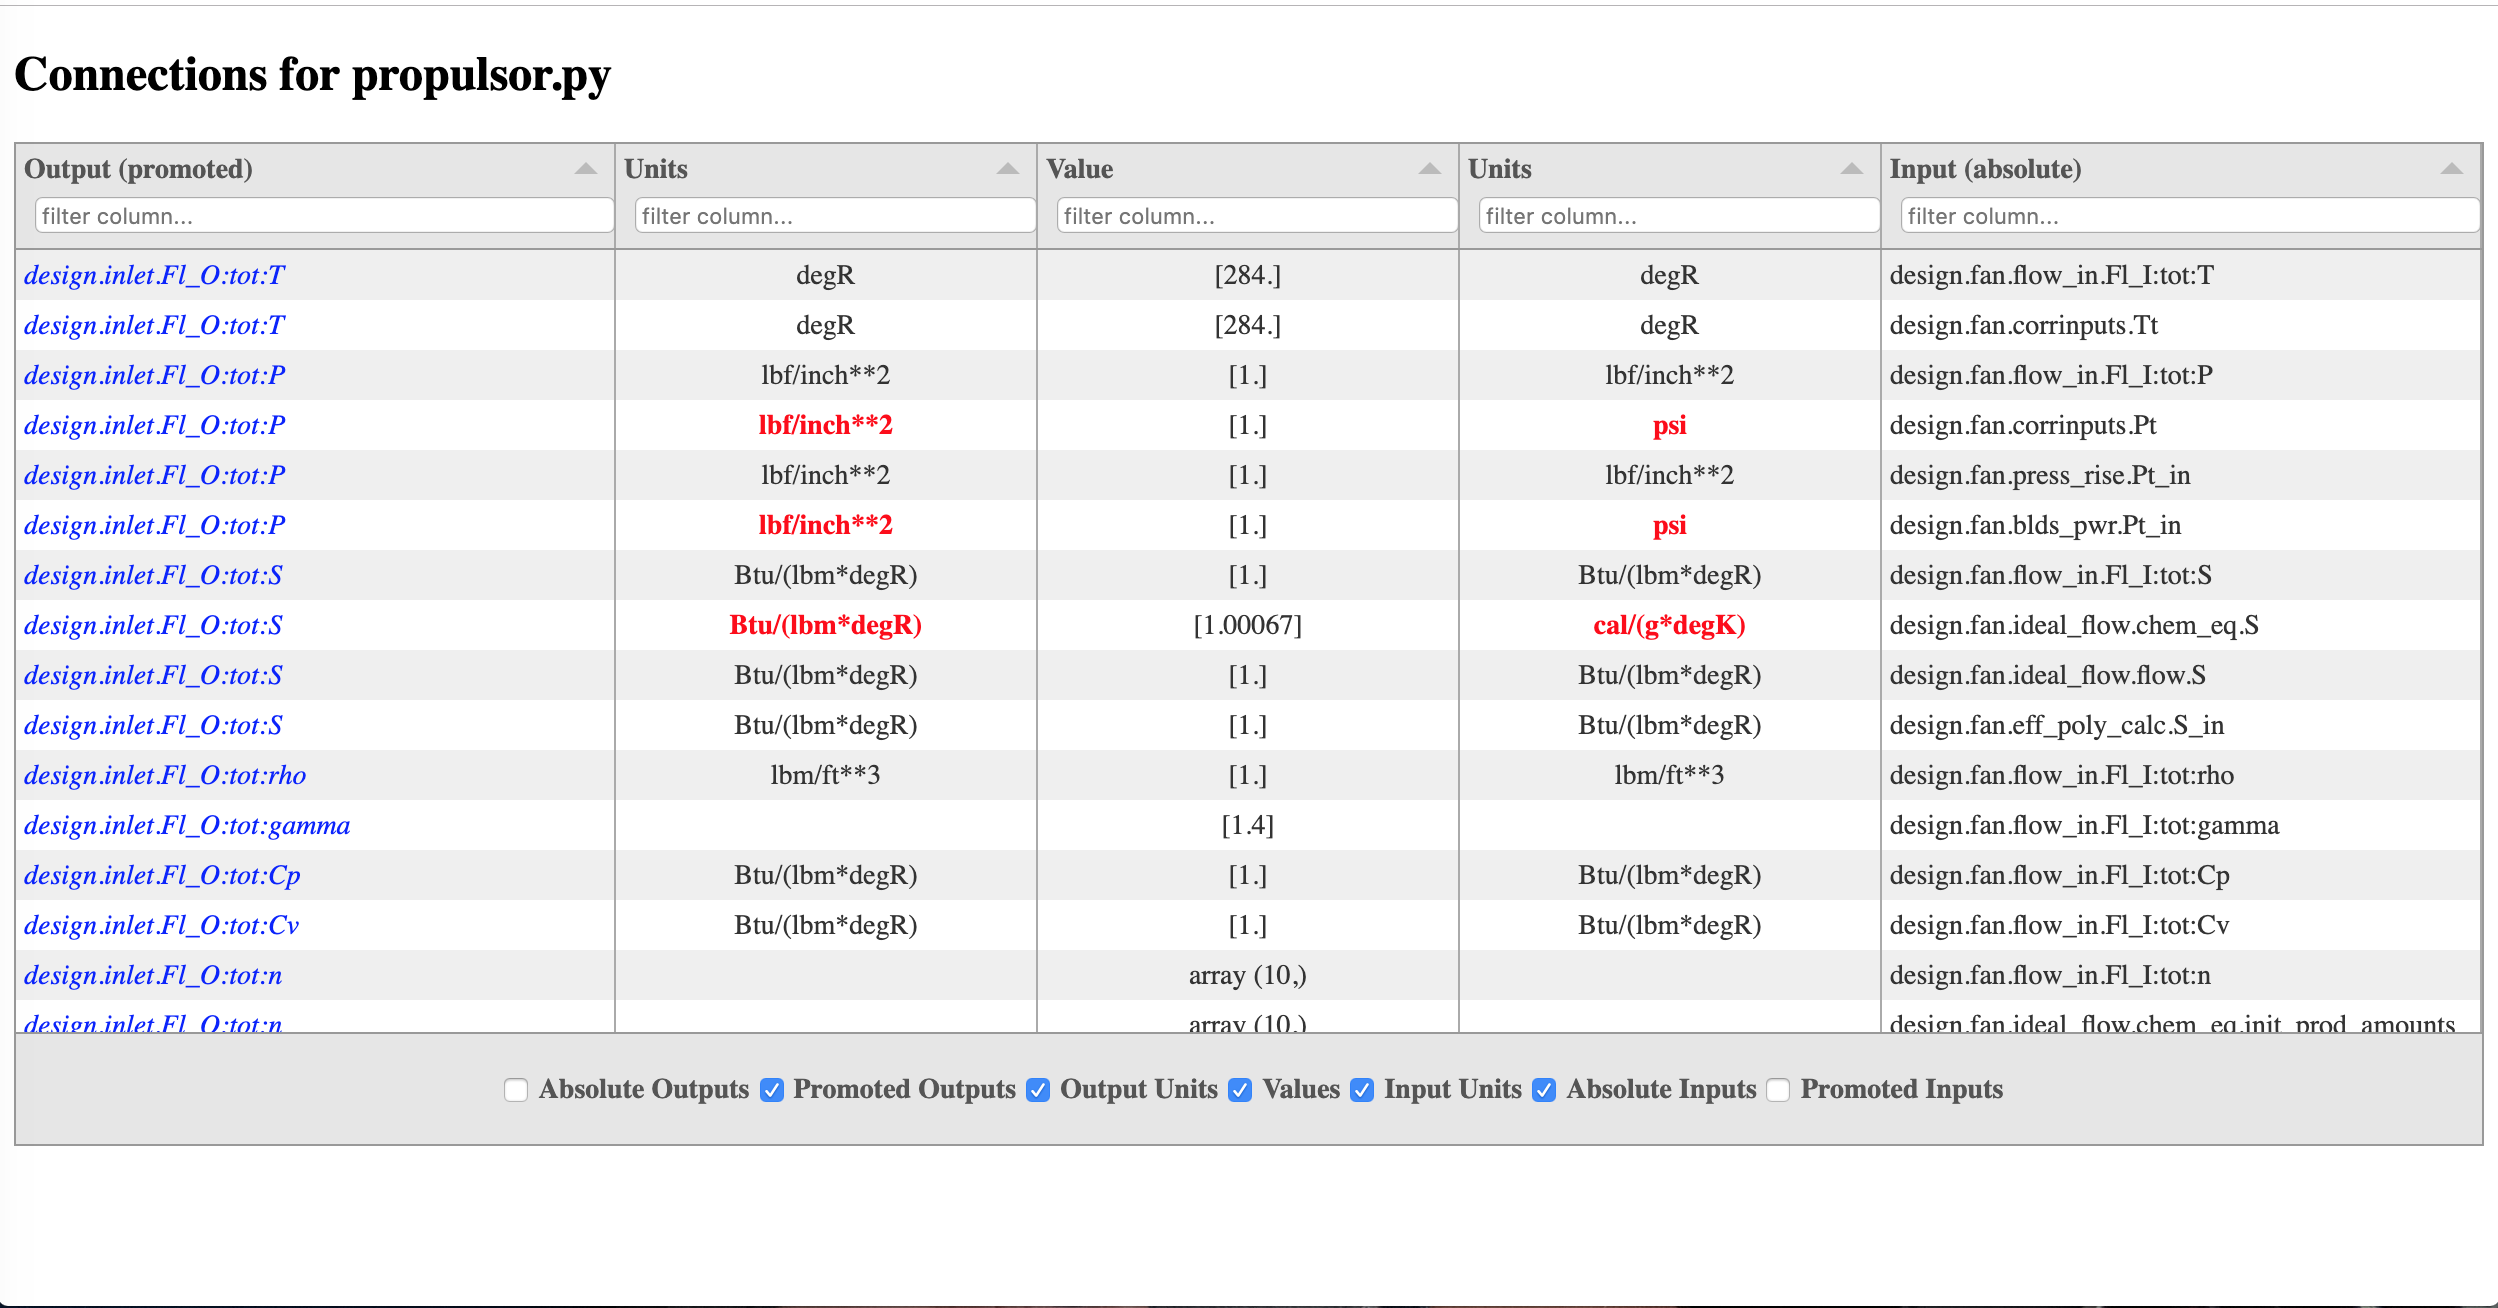 Connections for propulsor.py
Output (promoted) Units Value Units Input (absolute)
filter column... filter column... filter column... filter column... filter column...
design.inlet.Fl_O:tot:T degR [284.] degR design.fan.flow_in.Fl_I:tot:T
design.inlet.Fl_O:tot:T degR [284.] degR design.fan.corrinputs.Tt
design.inlet.Fl_O:tot:P lbf/inch**2 [1.] lbf/inch**2 design.fan.flow_in.Fl_I:tot:P
design.inlet.Fl_O:tot:P lbf/inch**2 [1.] psi design.fan.corrinputs.Pt
design.inlet.Fl_O:tot:P lbf/inch**2 [1.] lbf/inch**2 design.fan.press_rise.Pt_in
design.inlet.Fl_O:tot:P lbf/inch**2 [1.] psi design.fan.blds_pwr.Pt_in
design.inlet.Fl_O:tot:S Btu/(lbm*degR) [1.] Btu/(lbm*degR) design.fan.flow_in.Fl_I:tot:S
design.inlet.Fl_O:tot:S Btu/(lbm*degR) [1.00067] cal/(g*degK) design.fan.ideal_flow.chem_eq.S
design.inlet.Fl_O:tot:S Btu/(lbm*degR) [1.] Btu/(lbm*degR) design.fan.ideal_flow.flow.S
design.inlet.Fl_O:tot:S Btu/(lbm*degR) [1.] Btu/(lbm*degR) design.fan.eff_poly_calc.S_in
design.inlet.Fl_O:tot:rho lbm/ft**3 [1.] lbm/ft**3 design.fan.flow_in.Fl_I:tot:rho
design.inlet.Fl_O:tot:gamma [1.4] design.fan.flow_in.Fl_I:tot:gamma
design.inlet.Fl_O:tot:Cp Btu/(lbm*degR) [1.] Btu/(lbm*degR) design.fan.flow_in.Fl_I:tot:Cp
design.inlet.Fl_O:tot:Cv Btu/(lbm*degR) [1.] Btu/(lbm*degR) design.fan.flow_in.Fl_I:tot:Cv
design.inlet.Fl_O:tot:n array (10,) design.fan.flow_in.Fl_I:tot:n
design.inlet.Fl_O:tot:n array (10,) design.fan.ideal_flow.chem_eq.init_prod_amounts
Absolute Outputs Promoted Outputs Output Units Values Input Units Absolute Inputs Promoted Inputs